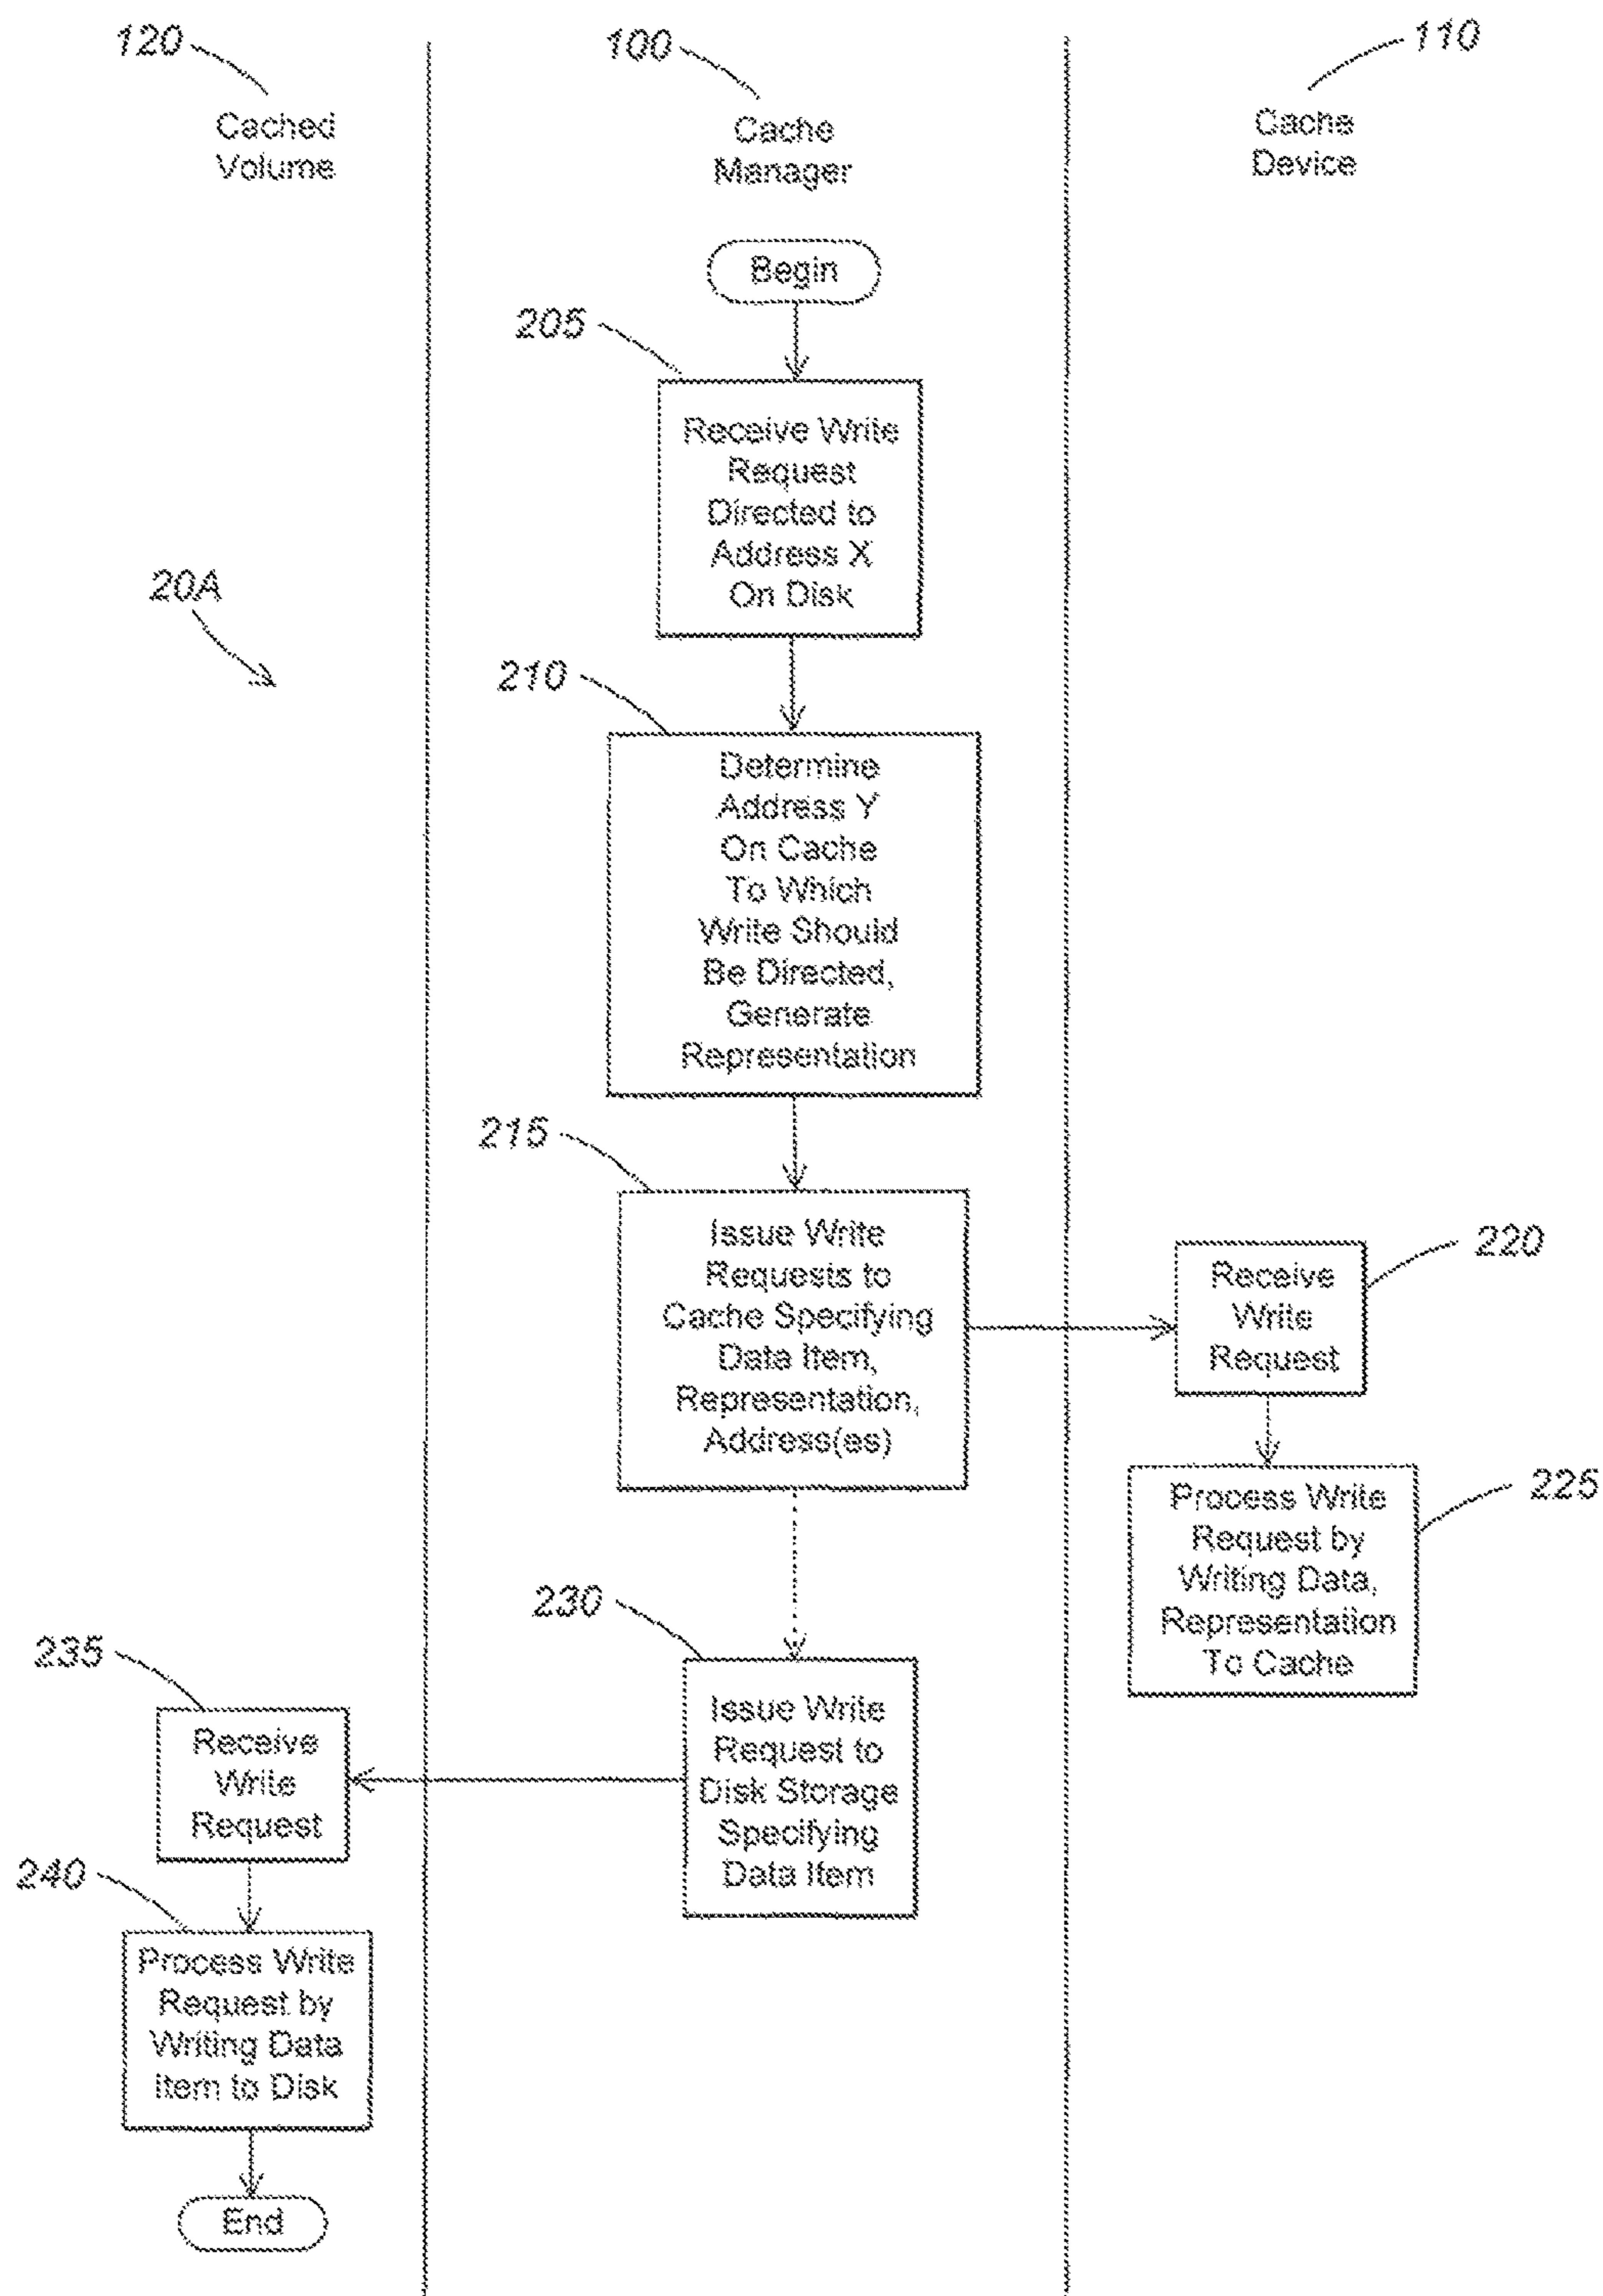 120
Cached
Volume
100
Cache
Manager
110
Cache
Device
Begin
205
Receive Write
Request
Directed to
Address X
On Disk
20A
210
Determine
Address Y
On Cache
To Which
Write Should
Be Directed,
Generate
Representation
215
Issue Write
Requests to
Cache Specifying
Data Item,
Representation,
Address(es)
220
Receive
Write
Request
225
Process Write
Request by
Writing Data,
Representation
To Cache
230
Issue Write
Request to
Disk Storage
Specifying
Data Item
235
Receive
Write
Request
240
Process Write
Request by
Writing Data
Item to Disk
End